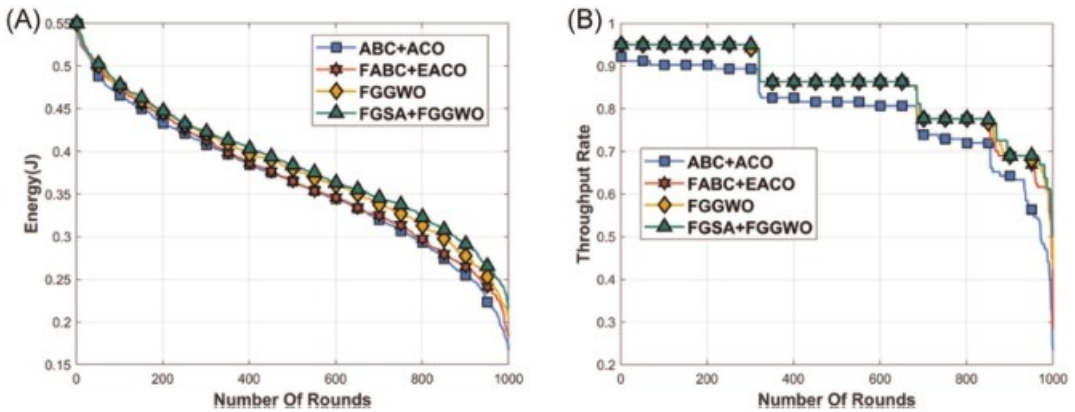 (A)
0.55
0.5
0.45
0.4
0.35
0.3
0.25
0.2
0.15
Energy(J)
0
200
400
600
800
1000
Number Of Rounds
ABC+ACO
FABC+EACO
FGGWO
FGSA+FGGWO
(B)
1
0.9
0.8
0.7
0.6
0.5
0.4
0.3
0.2
Throughput Rate
0
200
400
600
800
1000
Number Of Rounds
ABC+ACO
FABC+EACO
FGGWO
FGSA+FGGWO